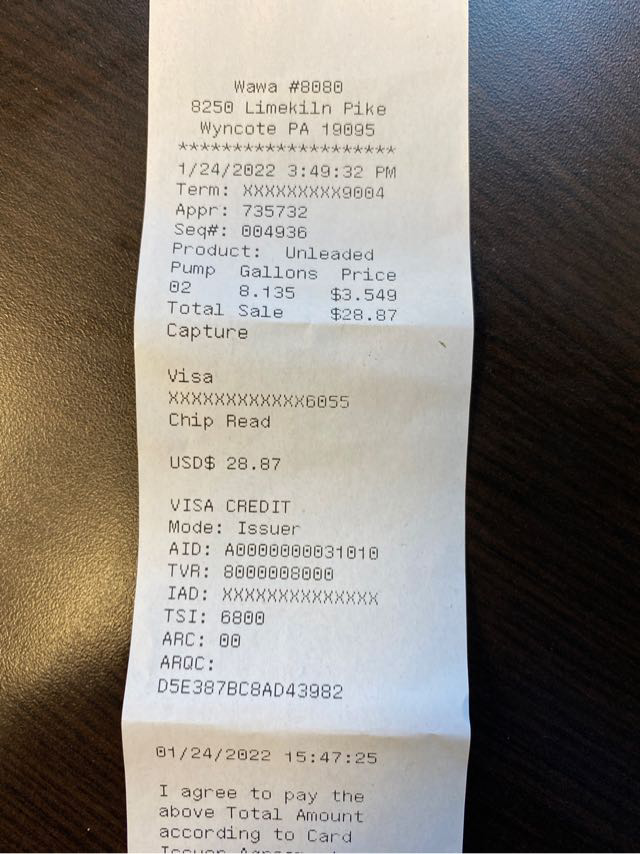 Wawa #8080
8250 Limekiln Pike
Wyncote PA 19095
********************
1/24/2022 3:49:32 PM
Term: XXXXXXXXX9004
Appr: 735732
Seq#: 004936
Product: Unleaded
Pump Gallons Price
02 8.135 $3.549
Total Sale $28.87
Capture
Visa
XXXXXXXXXXXX6055
Chip Read
USD$ 28.87
VISA CREDIT
Mode: Issuer
AID: A0000000031010
TVR: 8000008000
IAD: XXXXXXXXXXXXXX
TSI: 6800
ARC: 00
ARQC:
D5E387BC8AD43982
01/24/2022 15:47:25
I agree to pay the
above Total Amount
according to Card
Issuer